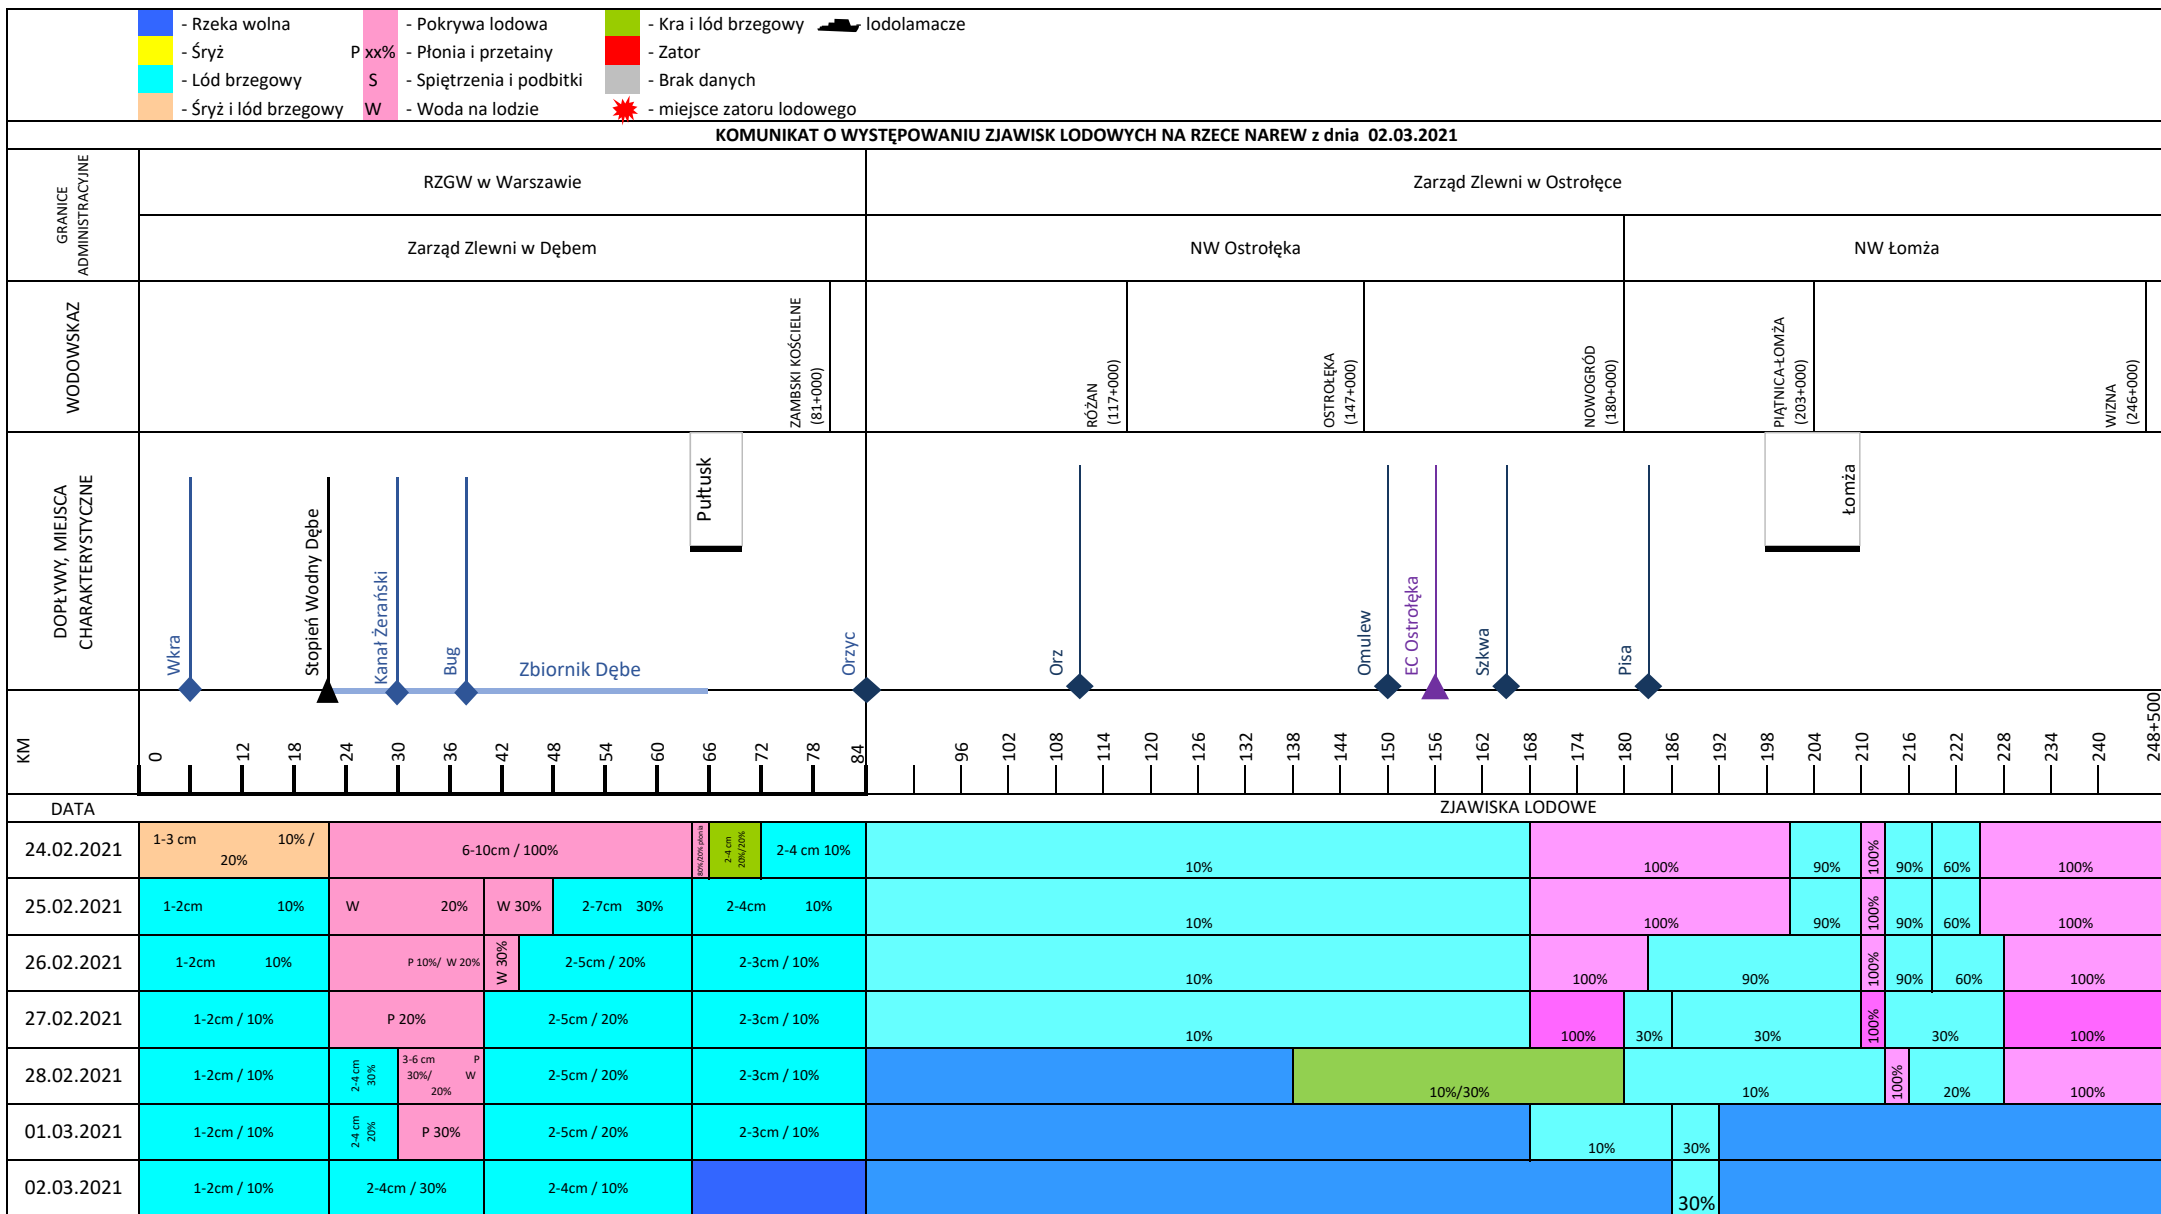 - Rzeka wolna
- Pokrywa lodowa
- Kra i lód brzegowy
lodolamacze
- Śryż
P xx%
- Płonia i przetainy
- Zator
- Lód brzegowy
S
- Spiętrzenia i podbitki
- Brak danych
- Śryż i lód brzegowy
W
- Woda na lodzie
- miejsce zatoru lodowego
KOMUNIKAT O WYSTĘPOWANIU ZJAWISK LODOWYCH NA RZECE NAREW z dnia 02.03.2021
GRANICE
ADMINISTRACYJNE
RZGW w Warszawie
Zarząd Zlewni w Ostrołęce
Zarząd Zlewni w Dębem
NW Ostrołęka
NW Łomża
WODOWSKAZ
ZAMBSKI KOŚCIELNE
(81+000)
RÓŻAN
(117+000)
OSTROŁĘKA
(147+000)
NOWOGRÓD
(180+000)
PIĄTNICA-ŁOMŻA
(203+000)
WIZNA
(246+000)
DOPŁYWY, MIEJSCA
CHARAKTERYSTYCZNE
Wkra
Stopień Wodny Dębe
Kanał Żerański
Bug
Zbiornik Dębe
Pułtusk
Orzyc
Orz
Omulew
EC Ostrołęka
Szkwa
Pisa
Łomża
KM
0
12
18
24
30
36
42
48
54
60
66
72
78
84
96
102
108
114
120
126
132
138
144
150
156
162
168
174
180
186
192
198
204
210
216
222
228
234
240
248+500
DATA
ZJAWISKA LODOWE
24.02.2021
1-3 cm 10% /
20%
6-10cm / 100%
80%/20% płonia
2-4 cm
20%/20%
2-4 cm 10%
10%
100%
90%
100%
90%
60%
100%
25.02.2021
1-2cm 10%
W 20%
W 30%
2-7cm 30%
2-4cm 10%
10%
100%
90%
100%
90%
60%
100%
26.02.2021
1-2cm 10%
P 10%/ W 20%
W 30%
2-5cm / 20%
2-3cm / 10%
10%
100%
90%
100%
90%
60%
100%
27.02.2021
1-2cm / 10%
P 20%
2-5cm / 20%
2-3cm / 10%
10%
100%
30%
30%
100%
30%
100%
28.02.2021
1-2cm / 10%
2-4 cm
30%
3-6 cm P
30%/ W
20%
2-5cm / 20%
2-3cm / 10%
10%/30%
10%
100%
20%
100%
01.03.2021
1-2cm / 10%
2-4 cm
20%
P 30%
2-5cm / 20%
2-3cm / 10%
10%
30%
02.03.2021
1-2cm / 10%
2-4cm / 30%
2-4cm / 10%
30%